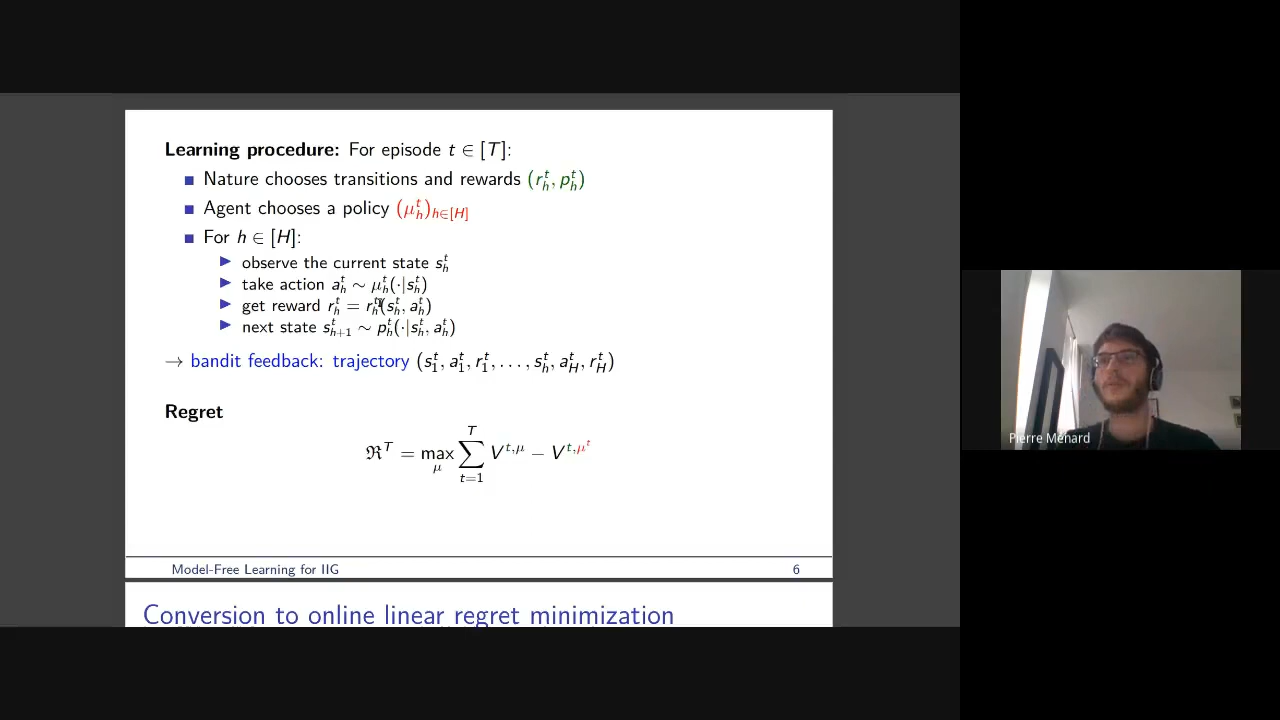 Learning procedure: For episode t ∈ [T]:
■ Nature chooses transitions and rewards (r_h^t, p_h^t)
■ Agent chooses a policy (μ_h^t)_{h∈[H]}
■ For h ∈ [H]:
▶ observe the current state s_h^t
▶ take action a_h^t ∼ μ_h^t(·|s_h^t)
▶ get reward r_h^t = r_h^t(s_h^t, a_h^t)
▶ next state s_{h+1}^t ∼ p_h^t(·|s_h^t, a_h^t)
→ bandit feedback: trajectory (s_1^t, a_1^t, r_1^t, . . . , s_h^t, a_H^t, r_H^t)
Regret
ℜ^T = max_μ ∑_{t=1}^T V^{t,μ} − V^{t,μ^t}
Model-Free Learning for IIG 6
Conversion to online linear regret minimization
Pierre Ménard